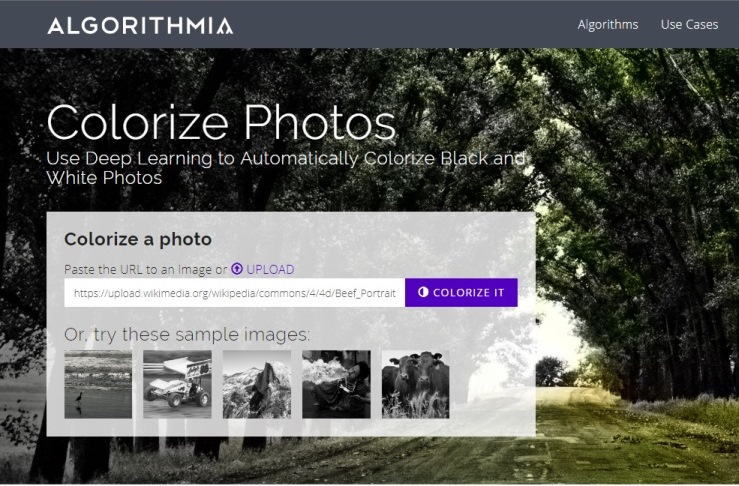 ALGORITHMIA
Algorithms
Use Cases
Colorize Photos
Use Deep Learning to Automatically Colorize Black and
White Photos
Colorize a photo
Paste the URL to an Image or UPLOAD
https://upload.wikimedia.org/wikipedia/commons/4/4d/Beef_Portrait
COLORIZE IT
Or, try these sample images: